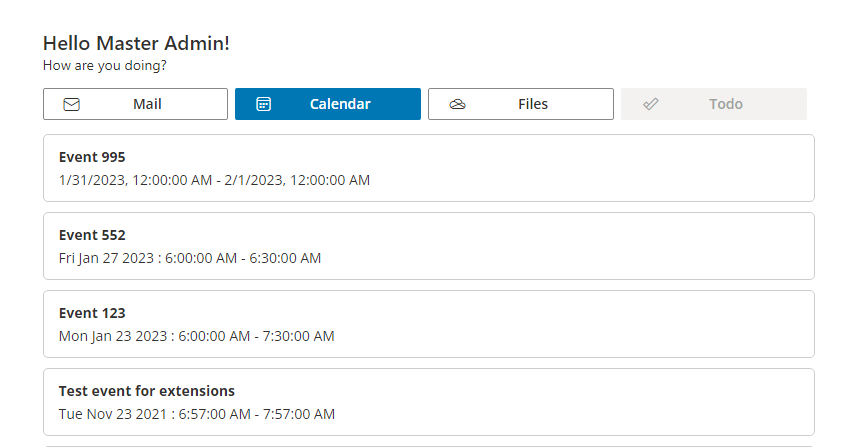 Hello Master Admin!
How are you doing?
Mail Calendar Files Todo
Event 995
1/31/2023, 12:00:00 AM - 2/1/2023, 12:00:00 AM
Event 552
Fri Jan 27 2023 : 6:00:00 AM - 6:30:00 AM
Event 123
Mon Jan 23 2023 : 6:00:00 AM - 7:30:00 AM
Test event for extensions
Tue Nov 23 2021 : 6:57:00 AM - 7:57:00 AM